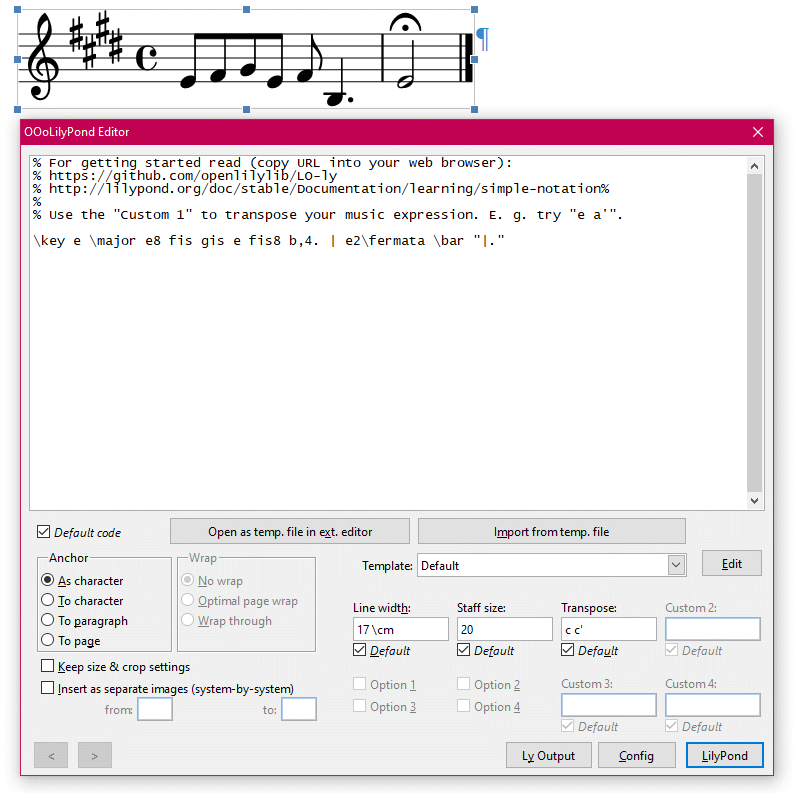 ¶
OOoLilyPond Editor
% For getting started read (copy URL into your web browser):
% https://github.com/openlilylib/LO-ly
% http://lilypond.org/doc/stable/Documentation/learning/simple-notation%
%
% Use the "Custom 1" to transpose your music expression. E. g. try "e a'".
\key e \major e8 fis gis e fis8 b,4. | e2\fermata \bar "|."
Default code
Open as temp. file in ext. editor
Import from temp. file
Anchor
As character
To character
To paragraph
To page
Wrap
No wrap
Optimal page wrap
Wrap through
Template:
Default
Edit
Line width:
Staff size:
Transpose:
Custom 2:
17 \cm
20
c c'
Default
Default
Default
Default
Keep size & crop settings
Insert as separate images (system-by-system)
from:
to:
Option 1
Option 2
Option 3
Option 4
Custom 3:
Custom 4:
Default
Default
<
>
Ly Output
Config
LilyPond